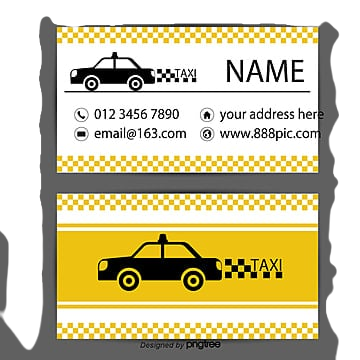 TAXI NAME
012 3456 7890 your address here
email@163.com www.888pic.com
TAXI
Designed by pngtree